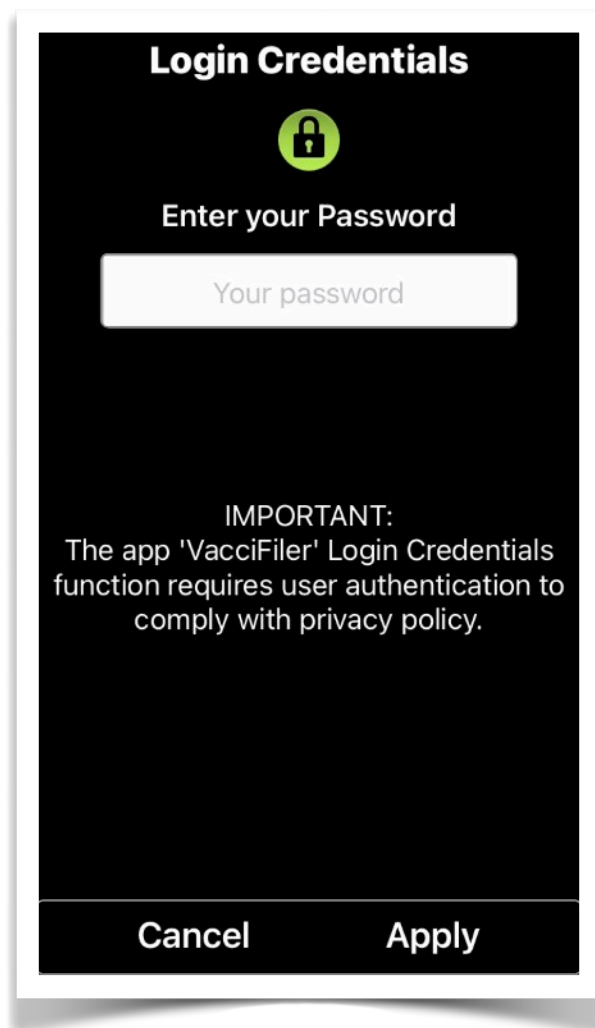 Login Credentials
Enter your Password
Your password
IMPORTANT:
The app 'VacciFiler' Login Credentials
function requires user authentication to
comply with privacy policy.
Cancel Apply